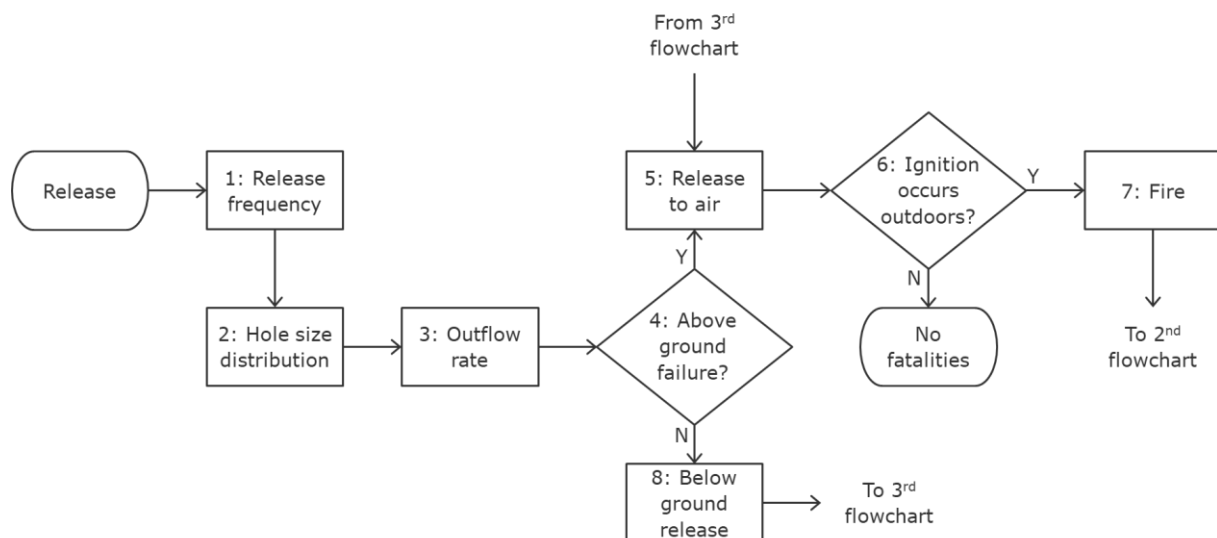 From 3rd
flowchart
Release
1: Release
frequency
5: Release
to air
6: Ignition
occurs
outdoors?
Y
7: Fire
Y
N
2: Hole size
distribution
3: Outflow
rate
4: Above
ground
failure?
No
fatalities
To 2nd
flowchart
N
8: Below
ground
release
To 3rd
flowchart